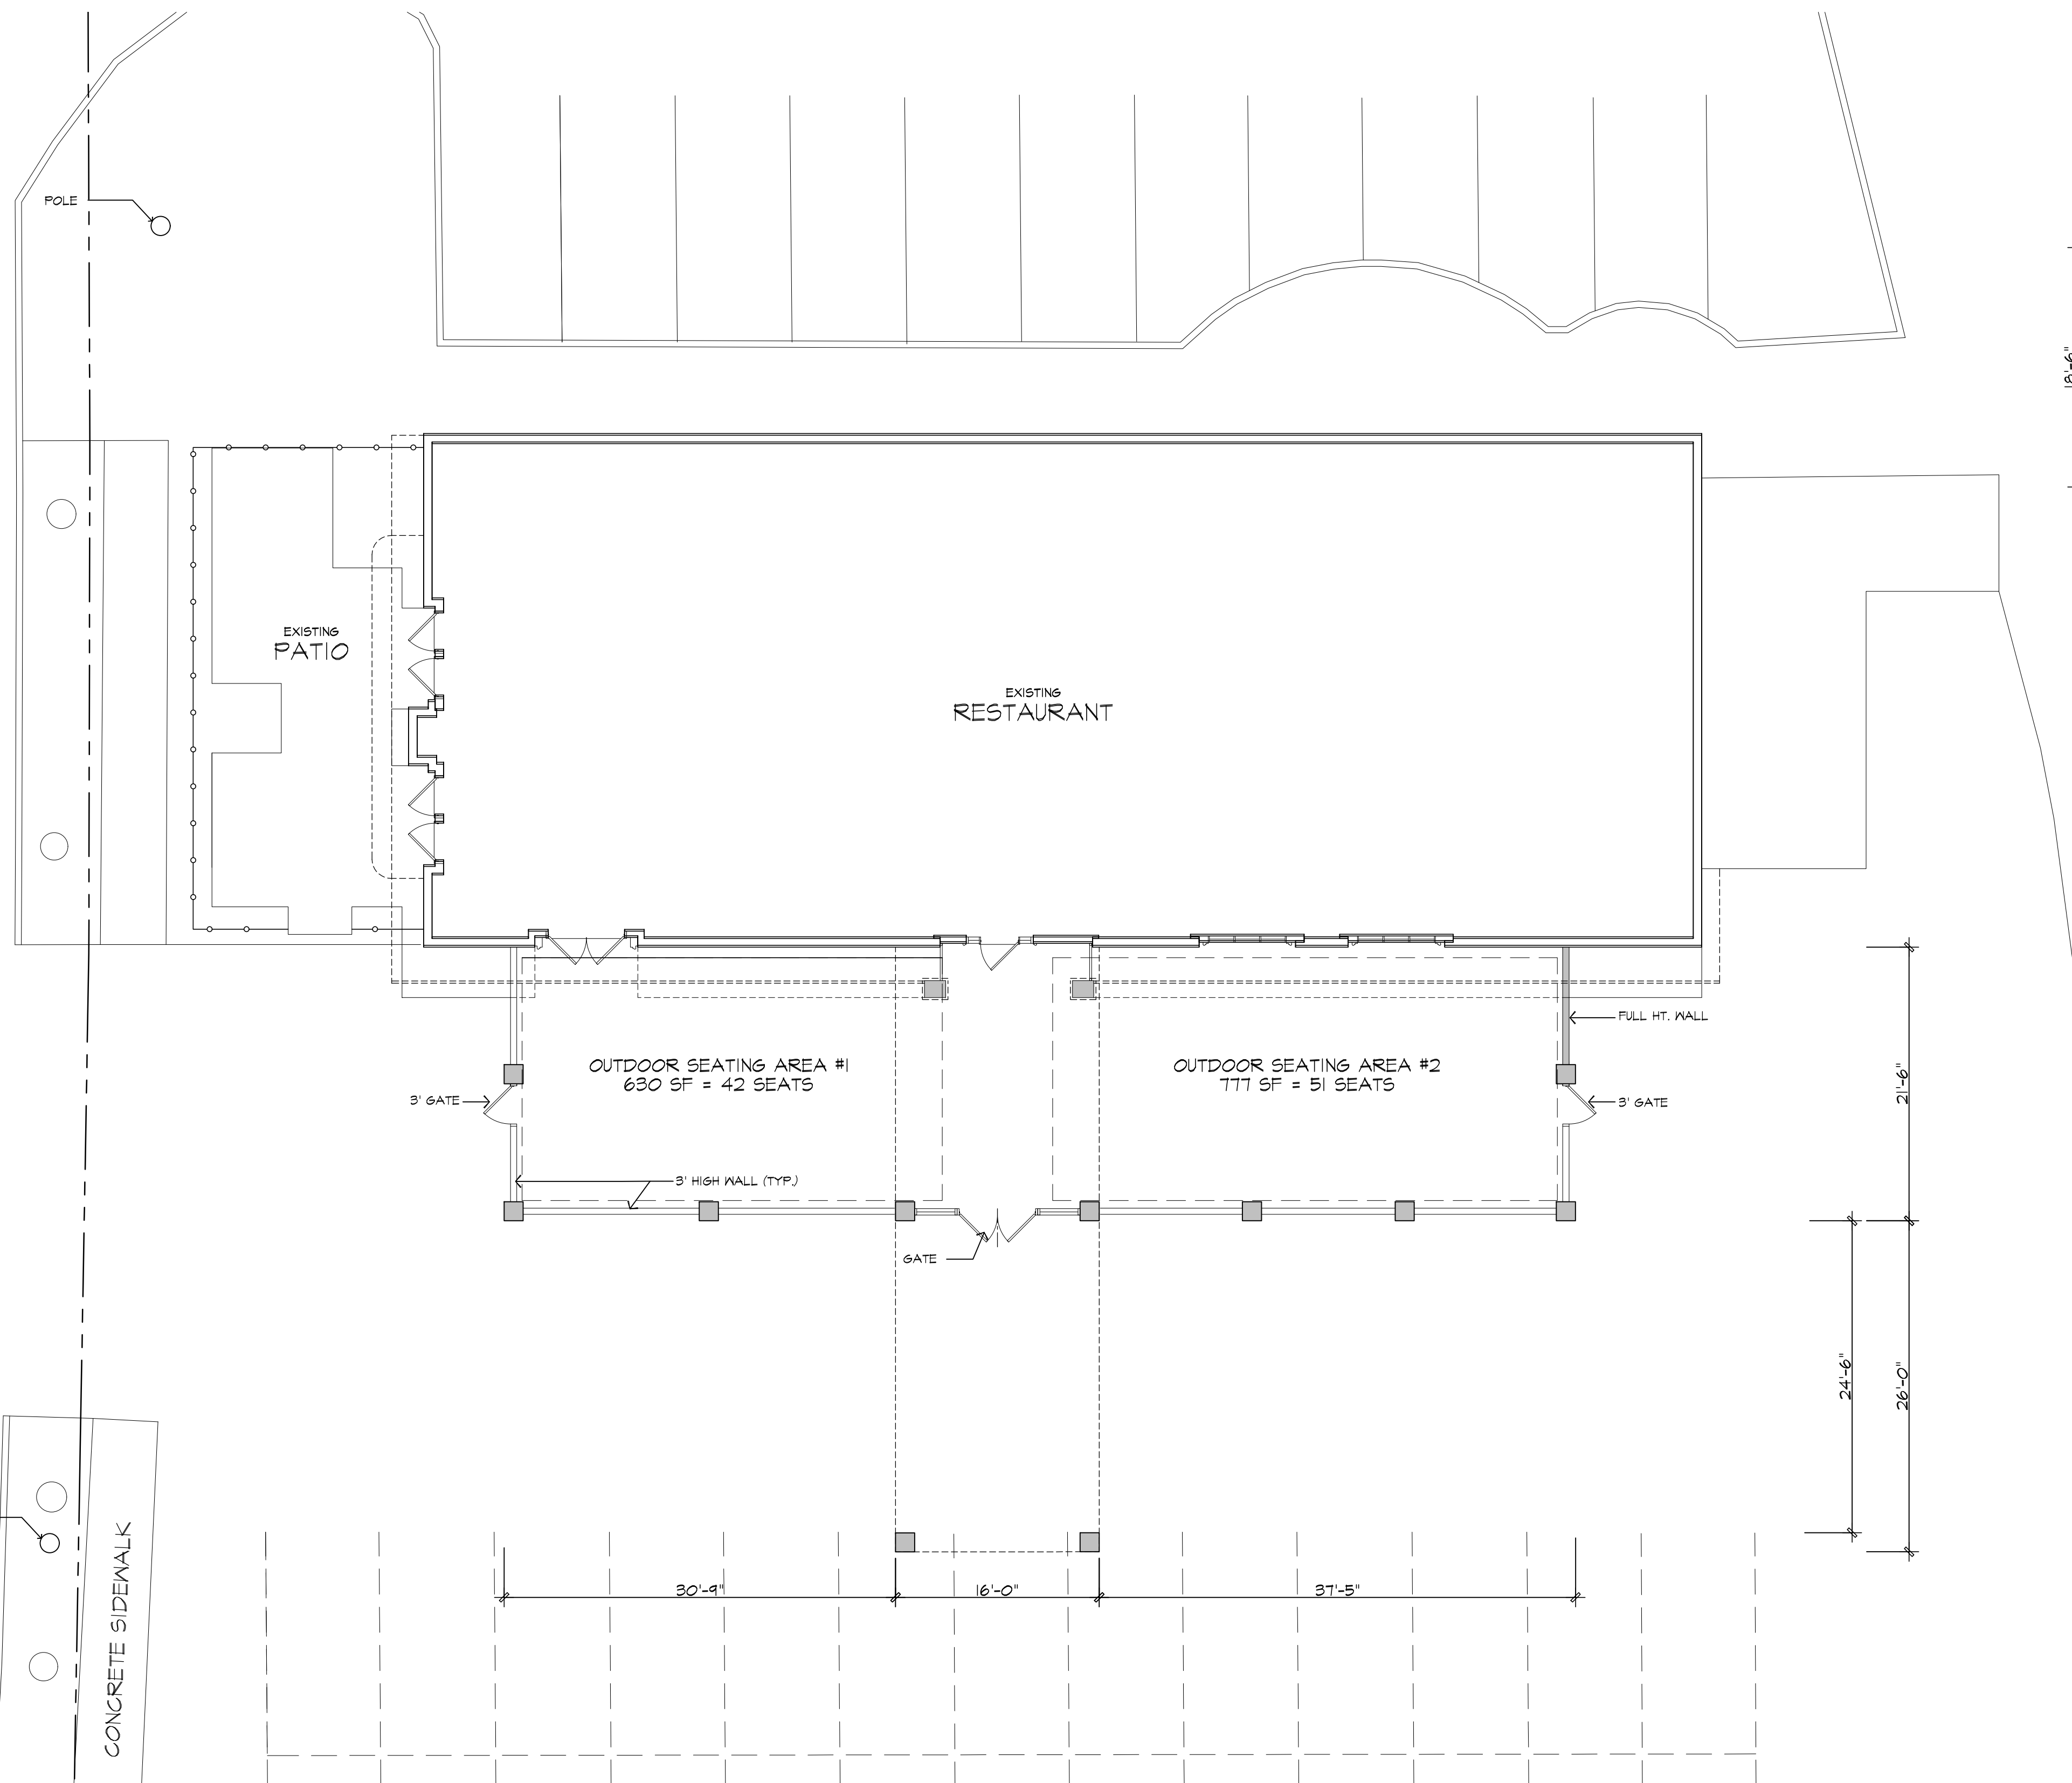 POLE
18'-6"
EXISTING
PATIO
EXISTING
RESTAURANT
FULL HT. WALL
OUTDOOR SEATING AREA #1
630 SF = 42 SEATS
OUTDOOR SEATING AREA #2
777 SF = 51 SEATS
3' GATE
3' GATE
21'-6"
3' HIGH WALL (TYP.)
GATE
24'-6"
26'-0"
CONCRETE SIDEWALK
30'-9"
16'-0"
37'-5"